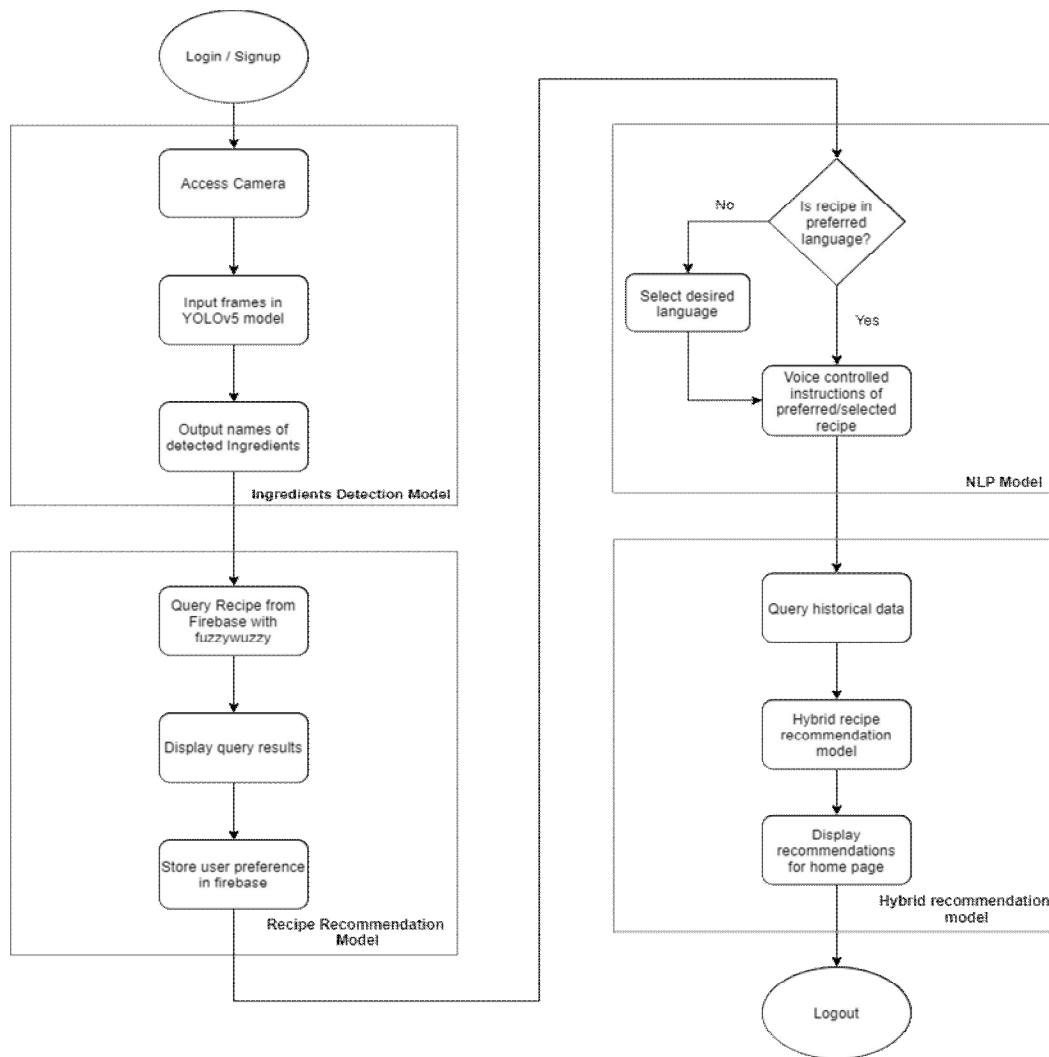 Login / Signup
Access Camera
Input frames in
YOLOv5 model
Output names of
detected Ingredients
Ingredients Detection Model
Query Recipe from
Firebase with
fuzzywuzzy
Display query results
Store user preference
in firebase
Recipe Recommendation
Model
Is recipe in
preferred
language?
No
Select desired
language
Yes
Voice controlled
instructions of
preferred/selected
recipe
NLP Model
Query historical data
Hybrid recipe
recommendation
model
Display
recommendations
for home page
Hybrid recommendation
model
Logout